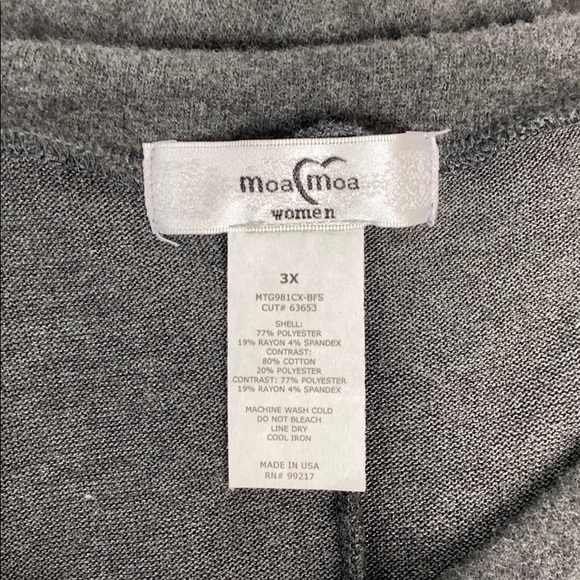 moa moa
women
3X
MTG981CX-BFS
CUT# 63653
SHELL:
77% POLYESTER
19% RAYON 4% SPANDEX
CONTRAST:
80% COTTON
20% POLYESTER
CONTRAST: 77% POLYESTER
19% RAYON 4% SPANDEX
MACHINE WASH COLD
DO NOT BLEACH
LINE DRY
COOL IRON
MADE IN USA
RN# 99217